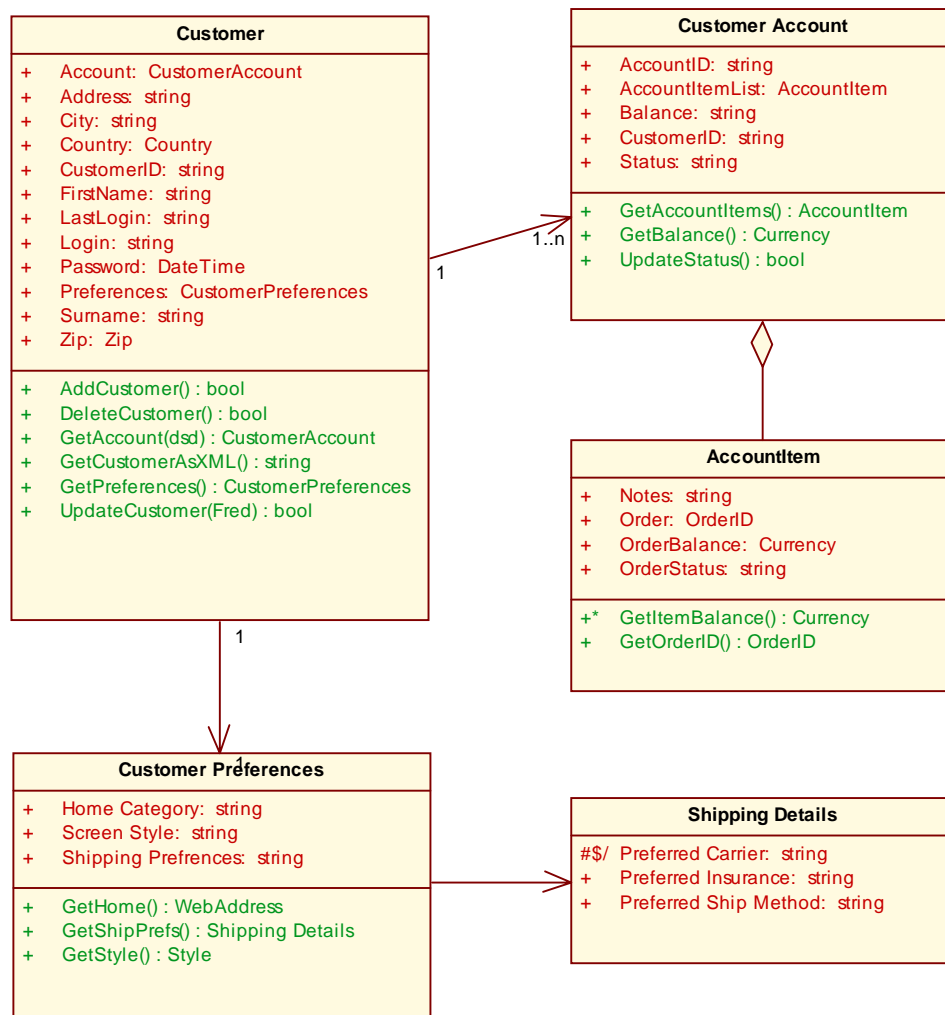 Customer
+ Account: CustomerAccount
+ Address: string
+ City: string
+ Country: Country
+ CustomerID: string
+ FirstName: string
+ LastLogin: string
+ Login: string
+ Password: DateTime
+ Preferences: CustomerPreferences
+ Surname: string
+ Zip: Zip
+ AddCustomer() : bool
+ DeleteCustomer() : bool
+ GetAccount(dsd) : CustomerAccount
+ GetCustomerAsXML() : string
+ GetPreferences() : CustomerPreferences
+ UpdateCustomer(Fred) : bool
1
1..n
Customer Account
+ AccountID: string
+ AccountItemList: AccountItem
+ Balance: string
+ CustomerID: string
+ Status: string
+ GetAccountItems() : AccountItem
+ GetBalance() : Currency
+ UpdateStatus() : bool
AccountItem
+ Notes: string
+ Order: OrderID
+ OrderBalance: Currency
+ OrderStatus: string
+* GetItemBalance() : Currency
+ GetOrderID() : OrderID
1
1
Customer Preferences
+ Home Category: string
+ Screen Style: string
+ Shipping Prefrences: string
+ GetHome() : WebAddress
+ GetShipPrefs() : Shipping Details
+ GetStyle() : Style
Shipping Details
#$/ Preferred Carrier: string
+ Preferred Insurance: string
+ Preferred Ship Method: string